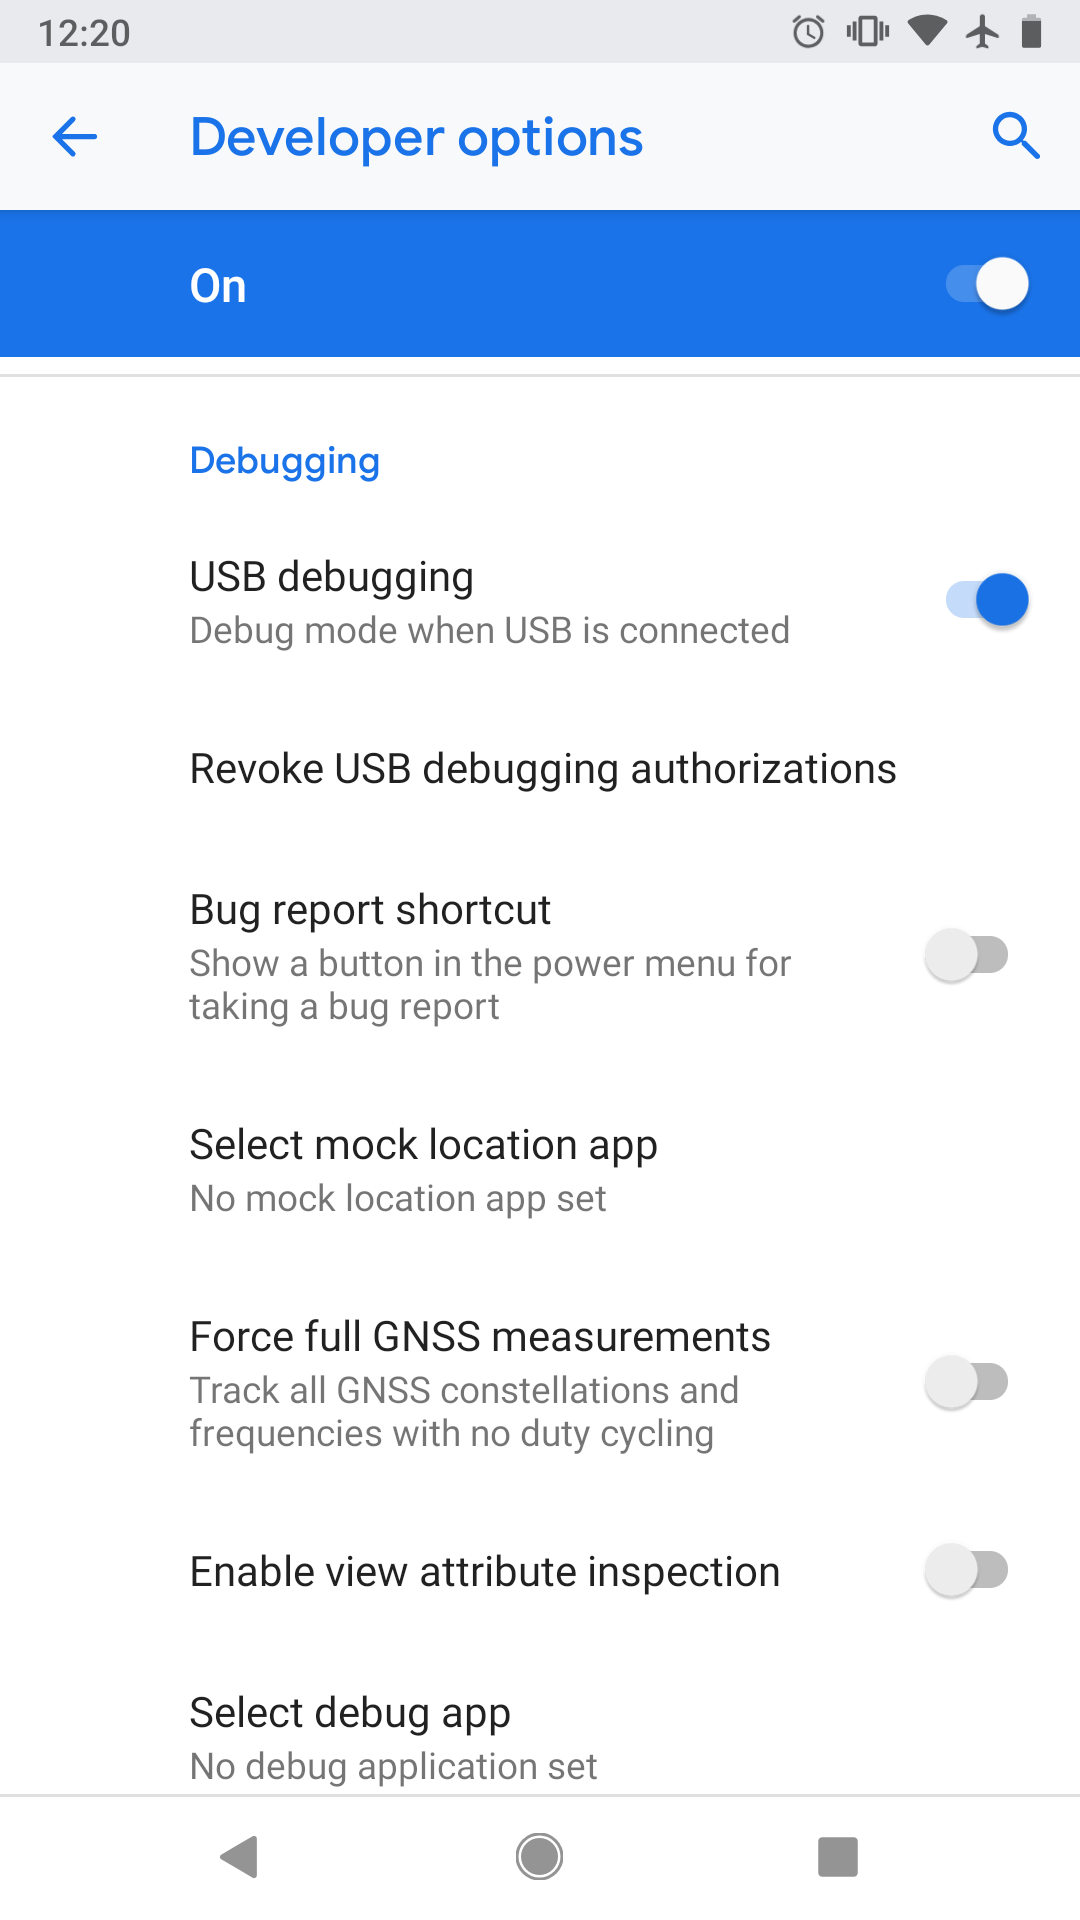 12:20
Developer options
On
Debugging
USB debugging
Debug mode when USB is connected
Revoke USB debugging authorizations
Bug report shortcut
Show a button in the power menu for
taking a bug report
Select mock location app
No mock location app set
Force full GNSS measurements
Track all GNSS constellations and
frequencies with no duty cycling
Enable view attribute inspection
Select debug app
No debug application set